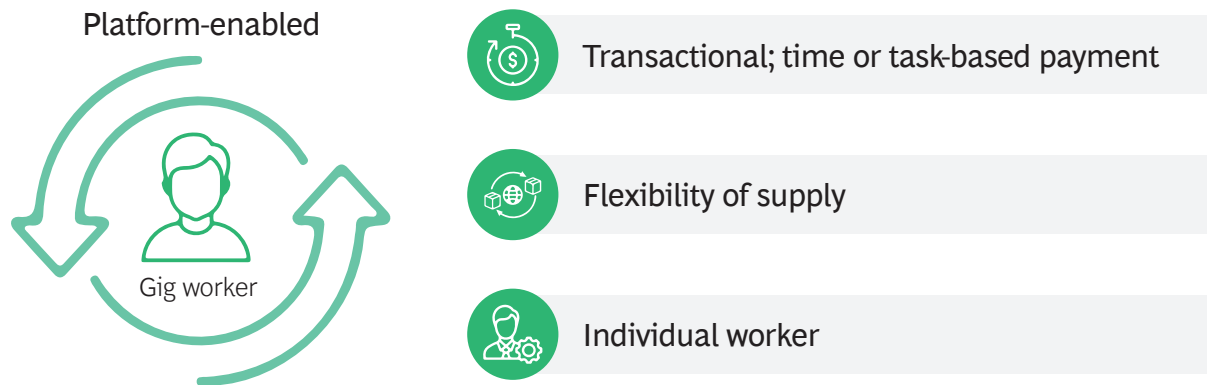 Platform-enabled
Gig worker
$
Transactional; time or task-based payment
Flexibility of supply
Individual worker